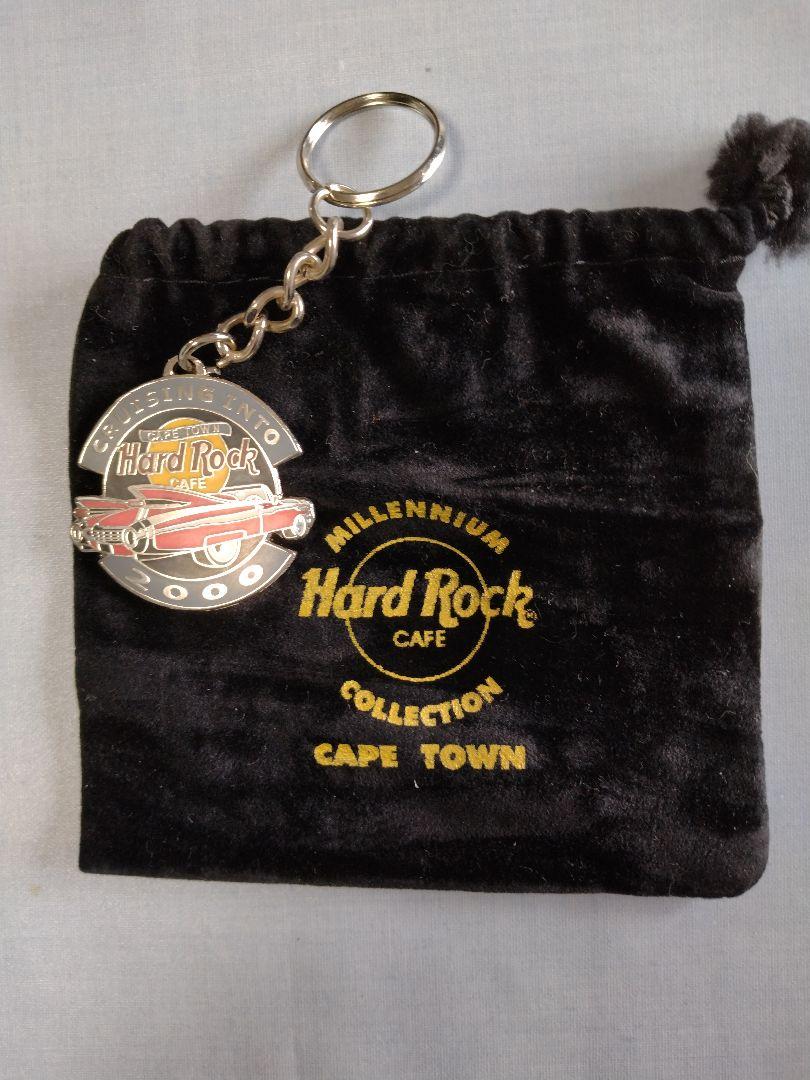 CRUISING INTO
CAPE TOWN
Hard Rock
CAFE
2000
MILLENNIUM
Hard Rock
CAFE
COLLECTION
CAPE TOWN